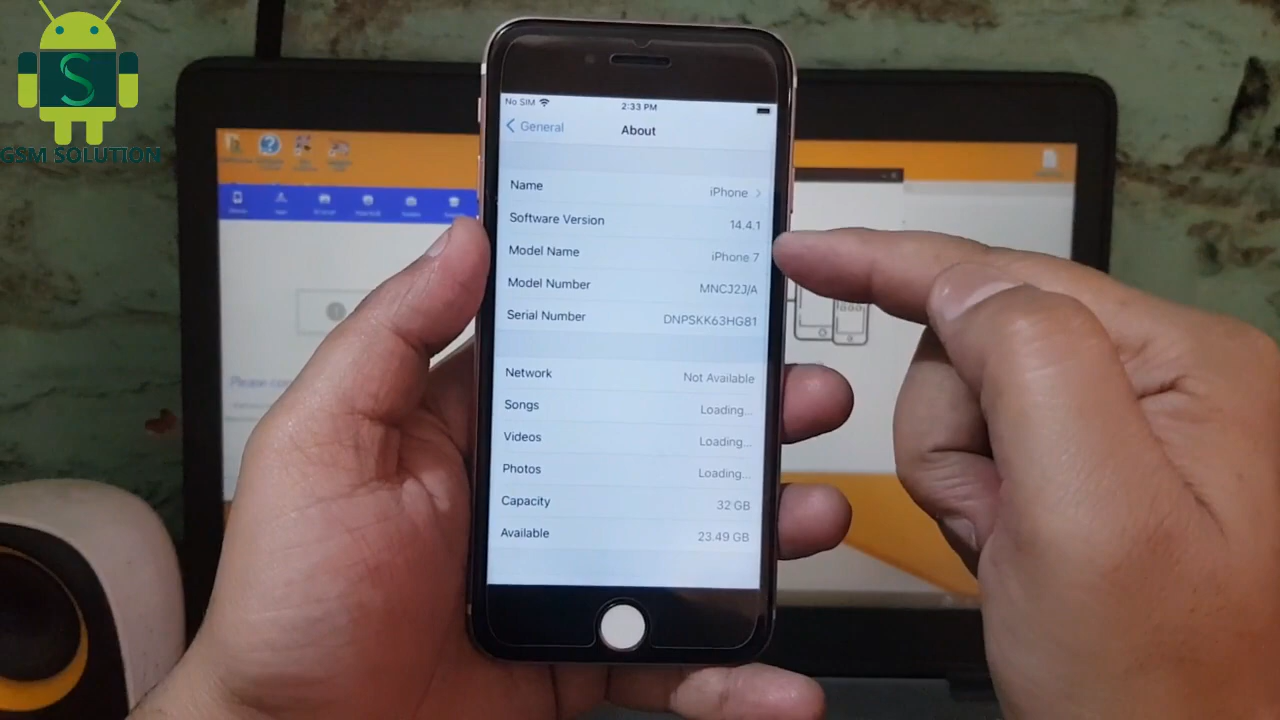 S
GSM SOLUTION
No SIM 2:33 PM
General About
Name iPhone
Software Version 14.4.1
Model Name iPhone 7
Model Number MNCJ2J/A
Serial Number DNPSKK63HG81
Network Not Available
Songs Loading...
Videos Loading...
Photos Loading...
Capacity 32 GB
Available 23.49 GB